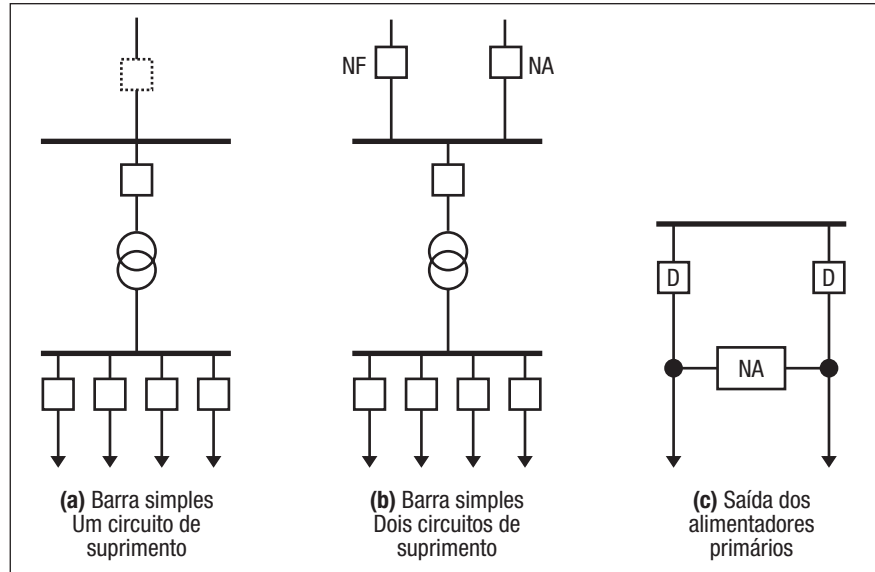 NF
NA
D
D
NA
(a) Barra simples
Um circuito de
suprimento
(b) Barra simples
Dois circuitos de
suprimento
(c) Saída dos
alimentadores
primários